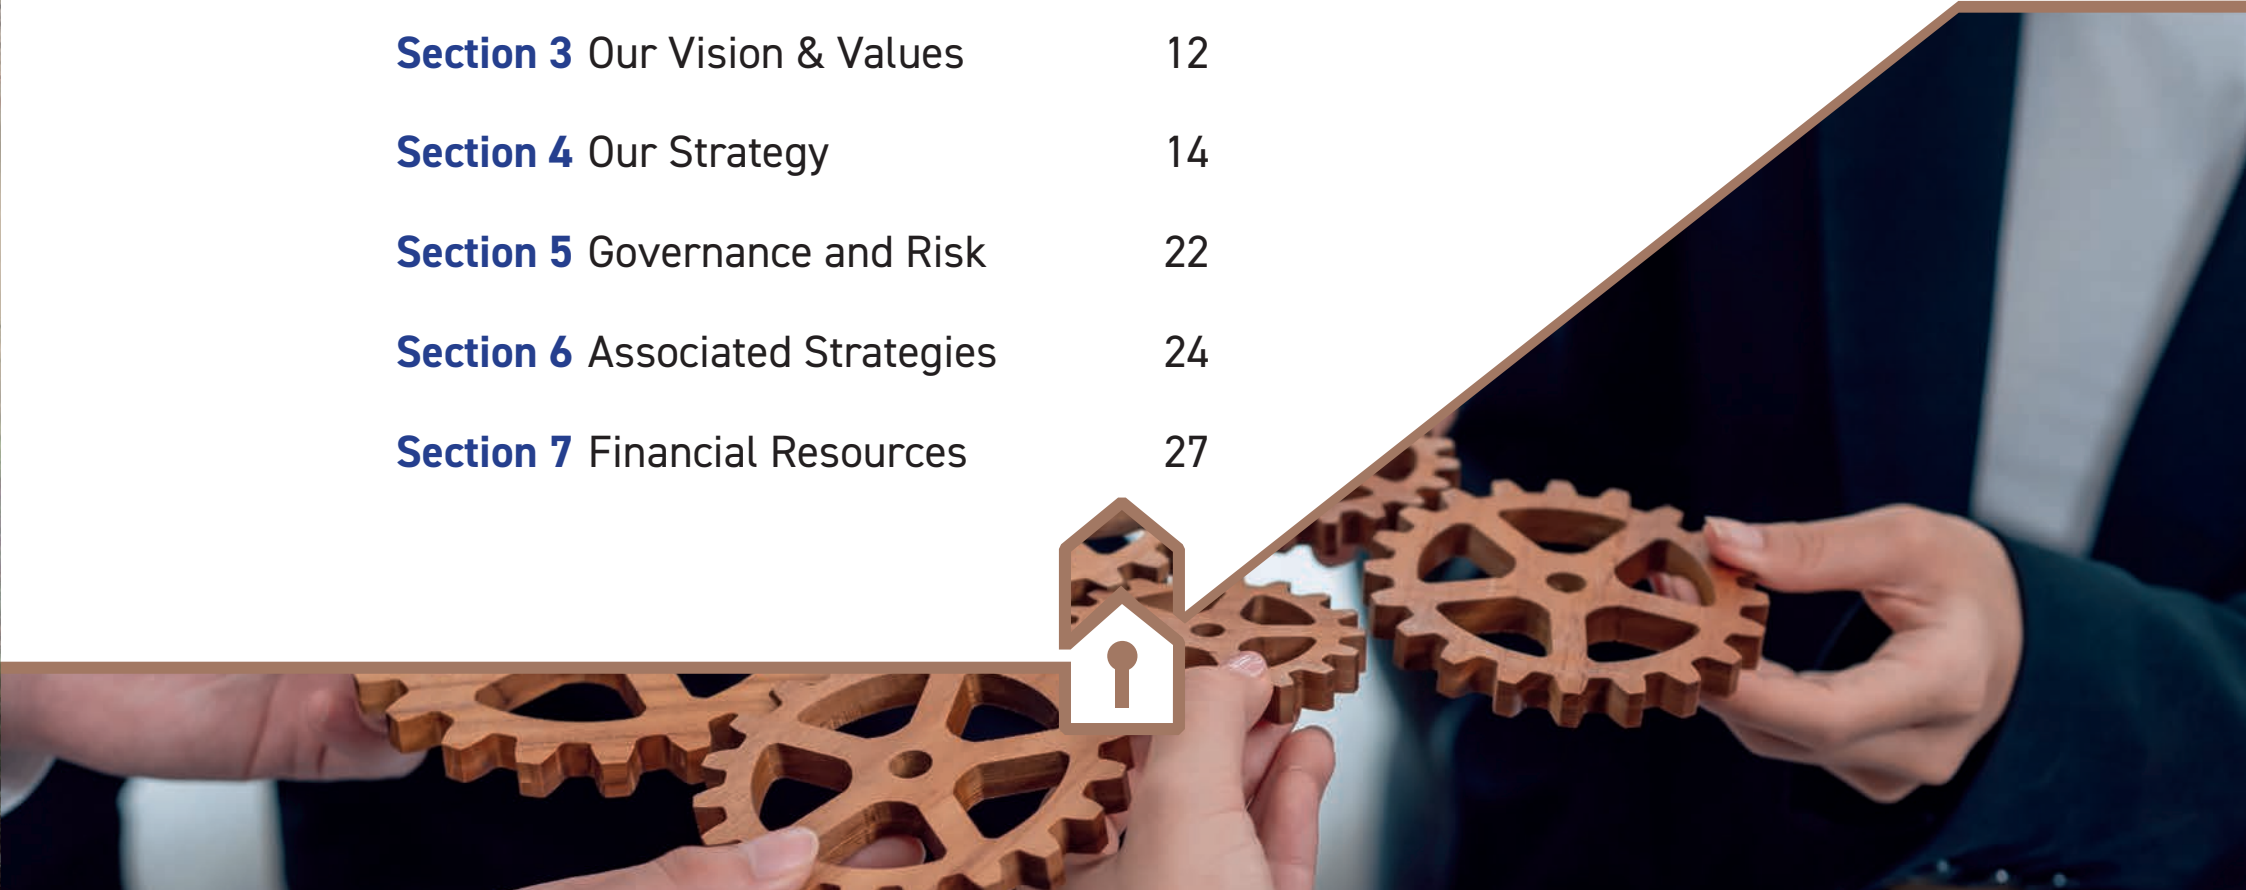 Section 3 Our Vision & Values 12
Section 4 Our Strategy 14
Section 5 Governance and Risk 22
Section 6 Associated Strategies 24
Section 7 Financial Resources 27